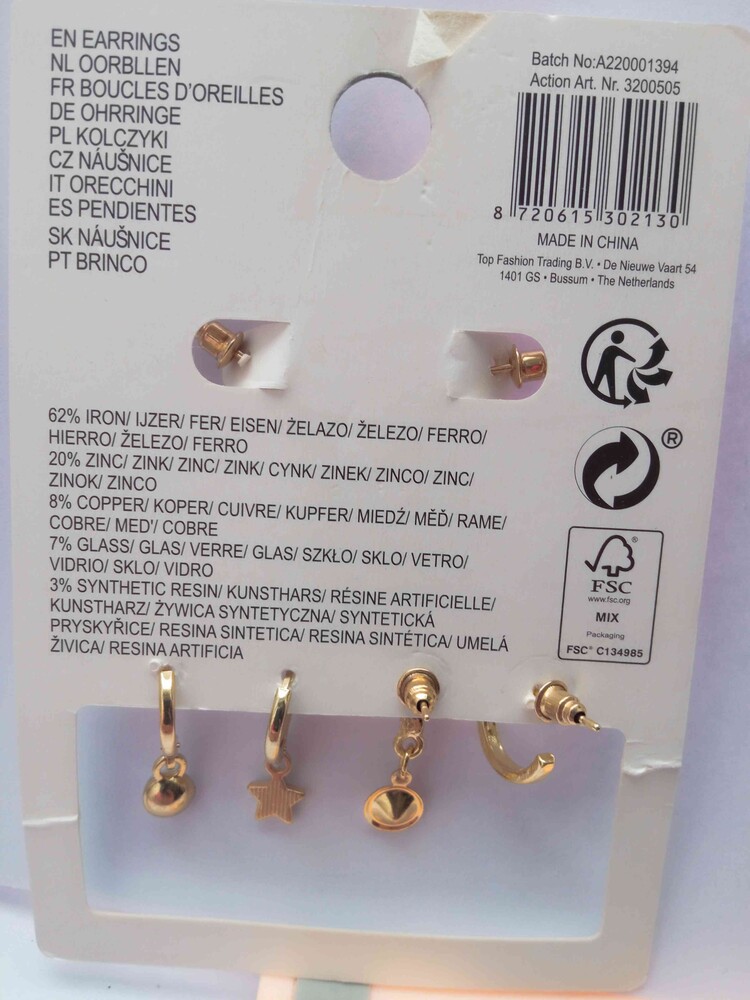 EN EARRINGS
NL OORBLLEN
FR BOUCLES D'OREILLES
DE OHRRINGE
PL KOLCZYKI
CZ NÁUŠNICE
IT ORECCHINI
ES PENDIENTES
SK NÁUŠNICE
PT BRINCO
Batch No:A220001394
Action Art. Nr. 3200505
8 720615 302130
MADE IN CHINA
Top Fashion Trading B.V. • De Nieuwe Vaart 54
1401 GS • Bussum • The Netherlands
62% IRON/ IJZER/ FER/ EISEN/ ŻELAZO/ ŽELEZO/ FERRO/
HIERRO/ ŽELEZO/ FERRO
20% ZINC/ ZINK/ ZINC/ ZINK/ CYNK/ ZINEK/ ZINCO/ ZINC/
ZINOK/ ZINCO
8% COPPER/ KOPER/ CUIVRE/ KUPFER/ MIEDŹ/ MĚĎ/ RAME/
COBRE/ MED'/ COBRE
7% GLASS/ GLAS/ VERRE/ GLAS/ SZKŁO/ SKLO/ VETRO/
VIDRIO/ SKLO/ VIDRO
3% SYNTHETIC RESIN/ KUNSTHARS/ RÉSINE ARTIFICIELLE/
KUNSTHARZ/ ŻYWICA SYNTETYCZNA/ SYNTETICKÁ
PRYSKYŘICE/ RESINA SINTETICA/ RESINA SINTÉTICA/ UMELÁ
ŽIVICA/ RESINA ARTIFICIA
®
®
FSC
www.fsc.org
MIX
Packaging
FSC® C134985